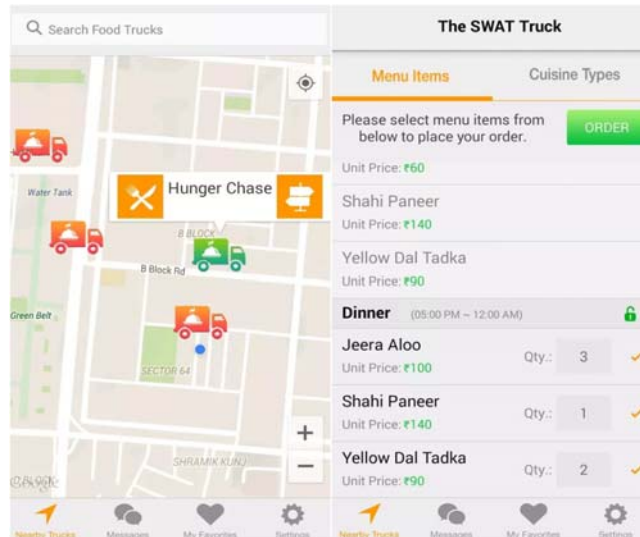 Search Food Trucks
Water Tank
Hunger Chase
B BLOCK
B Block Rd
Green Belt
SECTOR 64
+
SHRAMIK KUNJ
−
Nearby Trucks
Messages
My Favorites
Settings
The SWAT Truck
Menu Items
Cuisine Types
Please select menu items from
below to place your order.
ORDER
Unit Price: ₹60
Shahi Paneer
Unit Price: ₹140
Yellow Dal Tadka
Unit Price: ₹90
Dinner (05:00 PM – 12:00 AM)
Jeera Aloo
Unit Price: ₹100
Qty.: 3
Shahi Paneer
Unit Price: ₹140
Qty.: 1
Yellow Dal Tadka
Unit Price: ₹90
Qty.: 2
Nearby Trucks
Messages
My Favorites
Settings